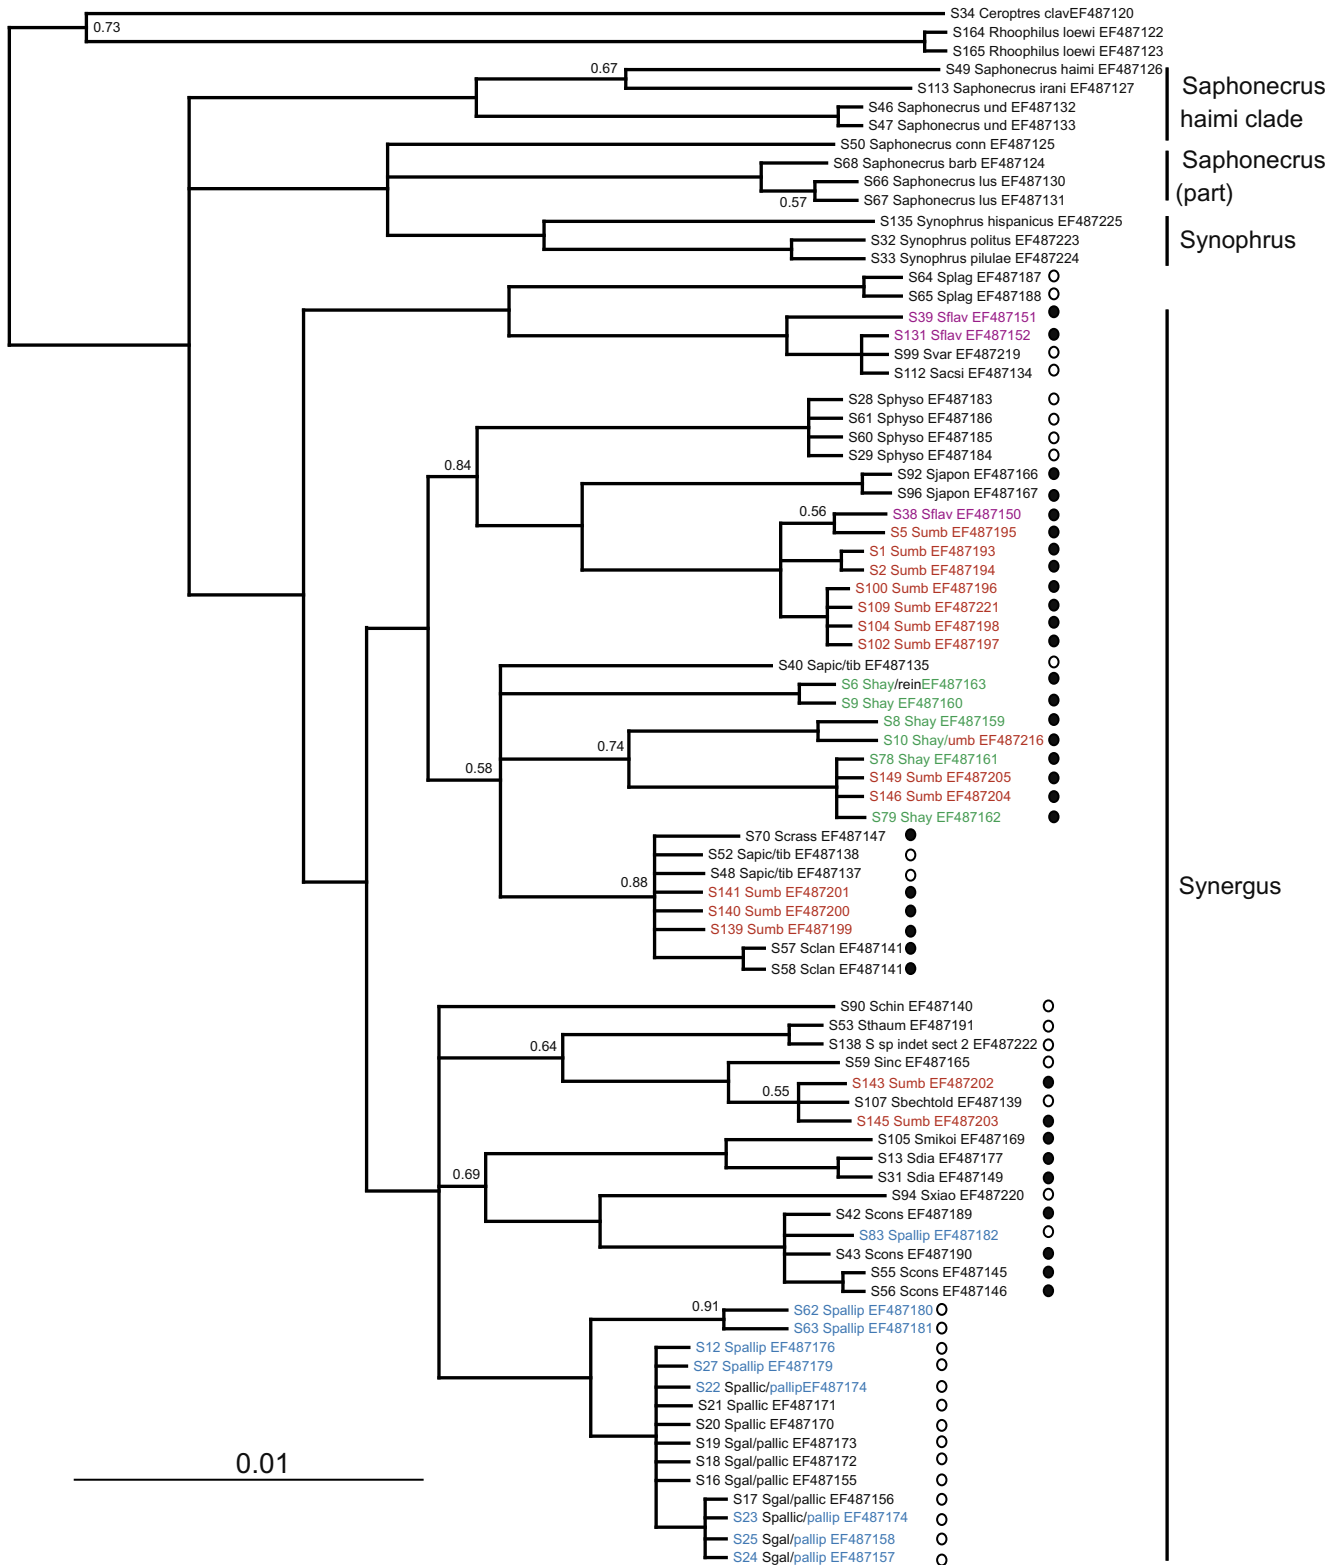 S34 Ceroptres clavEF487120
0.73
S164 Rhoophilus loewi EF487122
S165 Rhoophilus loewi EF487123
0.67
S49 Saphonecrus haimi EF487126
S113 Saphonecrus irani EF487127
S46 Saphonecrus und EF487132
S47 Saphonecrus und EF487133
Saphonecrus
haimi clade
S50 Saphonecrus conn EF487125
S68 Saphonecrus barb EF487124
S66 Saphonecrus lus EF487130
0.57
S67 Saphonecrus lus EF487131
Saphonecrus
(part)
S135 Synophrus hispanicus EF487225
S32 Synophrus politus EF487223
S33 Synophrus pilulae EF487224
Synophrus
S64 Splag EF487187
S65 Splag EF487188
S39 Sflav EF487151
S131 Sflav EF487152
S99 Svar EF487219
S112 Sacsi EF487134
S28 Sphyso EF487183
S61 Sphyso EF487186
S60 Sphyso EF487185
S29 Sphyso EF487184
0.84
S92 Sjapon EF487166
S96 Sjapon EF487167
0.56
S38 Sflav EF487150
S5 Sumb EF487195
S1 Sumb EF487193
S2 Sumb EF487194
S100 Sumb EF487196
S109 Sumb EF487221
S104 Sumb EF487198
S102 Sumb EF487197
S40 Sapic/tib EF487135
S6 Shay/reinEF487163
S9 Shay EF487160
S8 Shay EF487159
S10 Shay/umb EF487216
0.74
S78 Shay EF487161
0.58
S149 Sumb EF487205
S146 Sumb EF487204
S79 Shay EF487162
S70 Scrass EF487147
S52 Sapic/tib EF487138
S48 Sapic/tib EF487137
0.88
S141 Sumb EF487201
S140 Sumb EF487200
S139 Sumb EF487199
S57 Sclan EF487141
S58 Sclan EF487141
Synergus
S90 Schin EF487140
S53 Sthaum EF487191
S138 S sp indet sect 2 EF487222
0.64
S59 Sinc EF487165
S143 Sumb EF487202
0.55
S107 Sbechtold EF487139
S145 Sumb EF487203
S105 Smikoi EF487169
S13 Sdia EF487177
S31 Sdia EF487149
0.69
S94 Sxiao EF487220
S42 Scons EF487189
S83 Spallip EF487182
S43 Scons EF487190
S55 Scons EF487145
S56 Scons EF487146
0.91
S62 Spallip EF487180
S63 Spallip EF487181
S12 Spallip EF487176
S27 Spallip EF487179
S22 Spallic/pallipEF487174
S21 Spallic EF487171
S20 Spallic EF487170
S19 Sgal/pallic EF487173
S18 Sgal/pallic EF487172
S16 Sgal/pallic EF487155
S17 Sgal/pallic EF487156
S23 Spallic/pallip EF487174
S25 Sgal/pallip EF487158
S24 Sgal/pallip EF487157
0.01